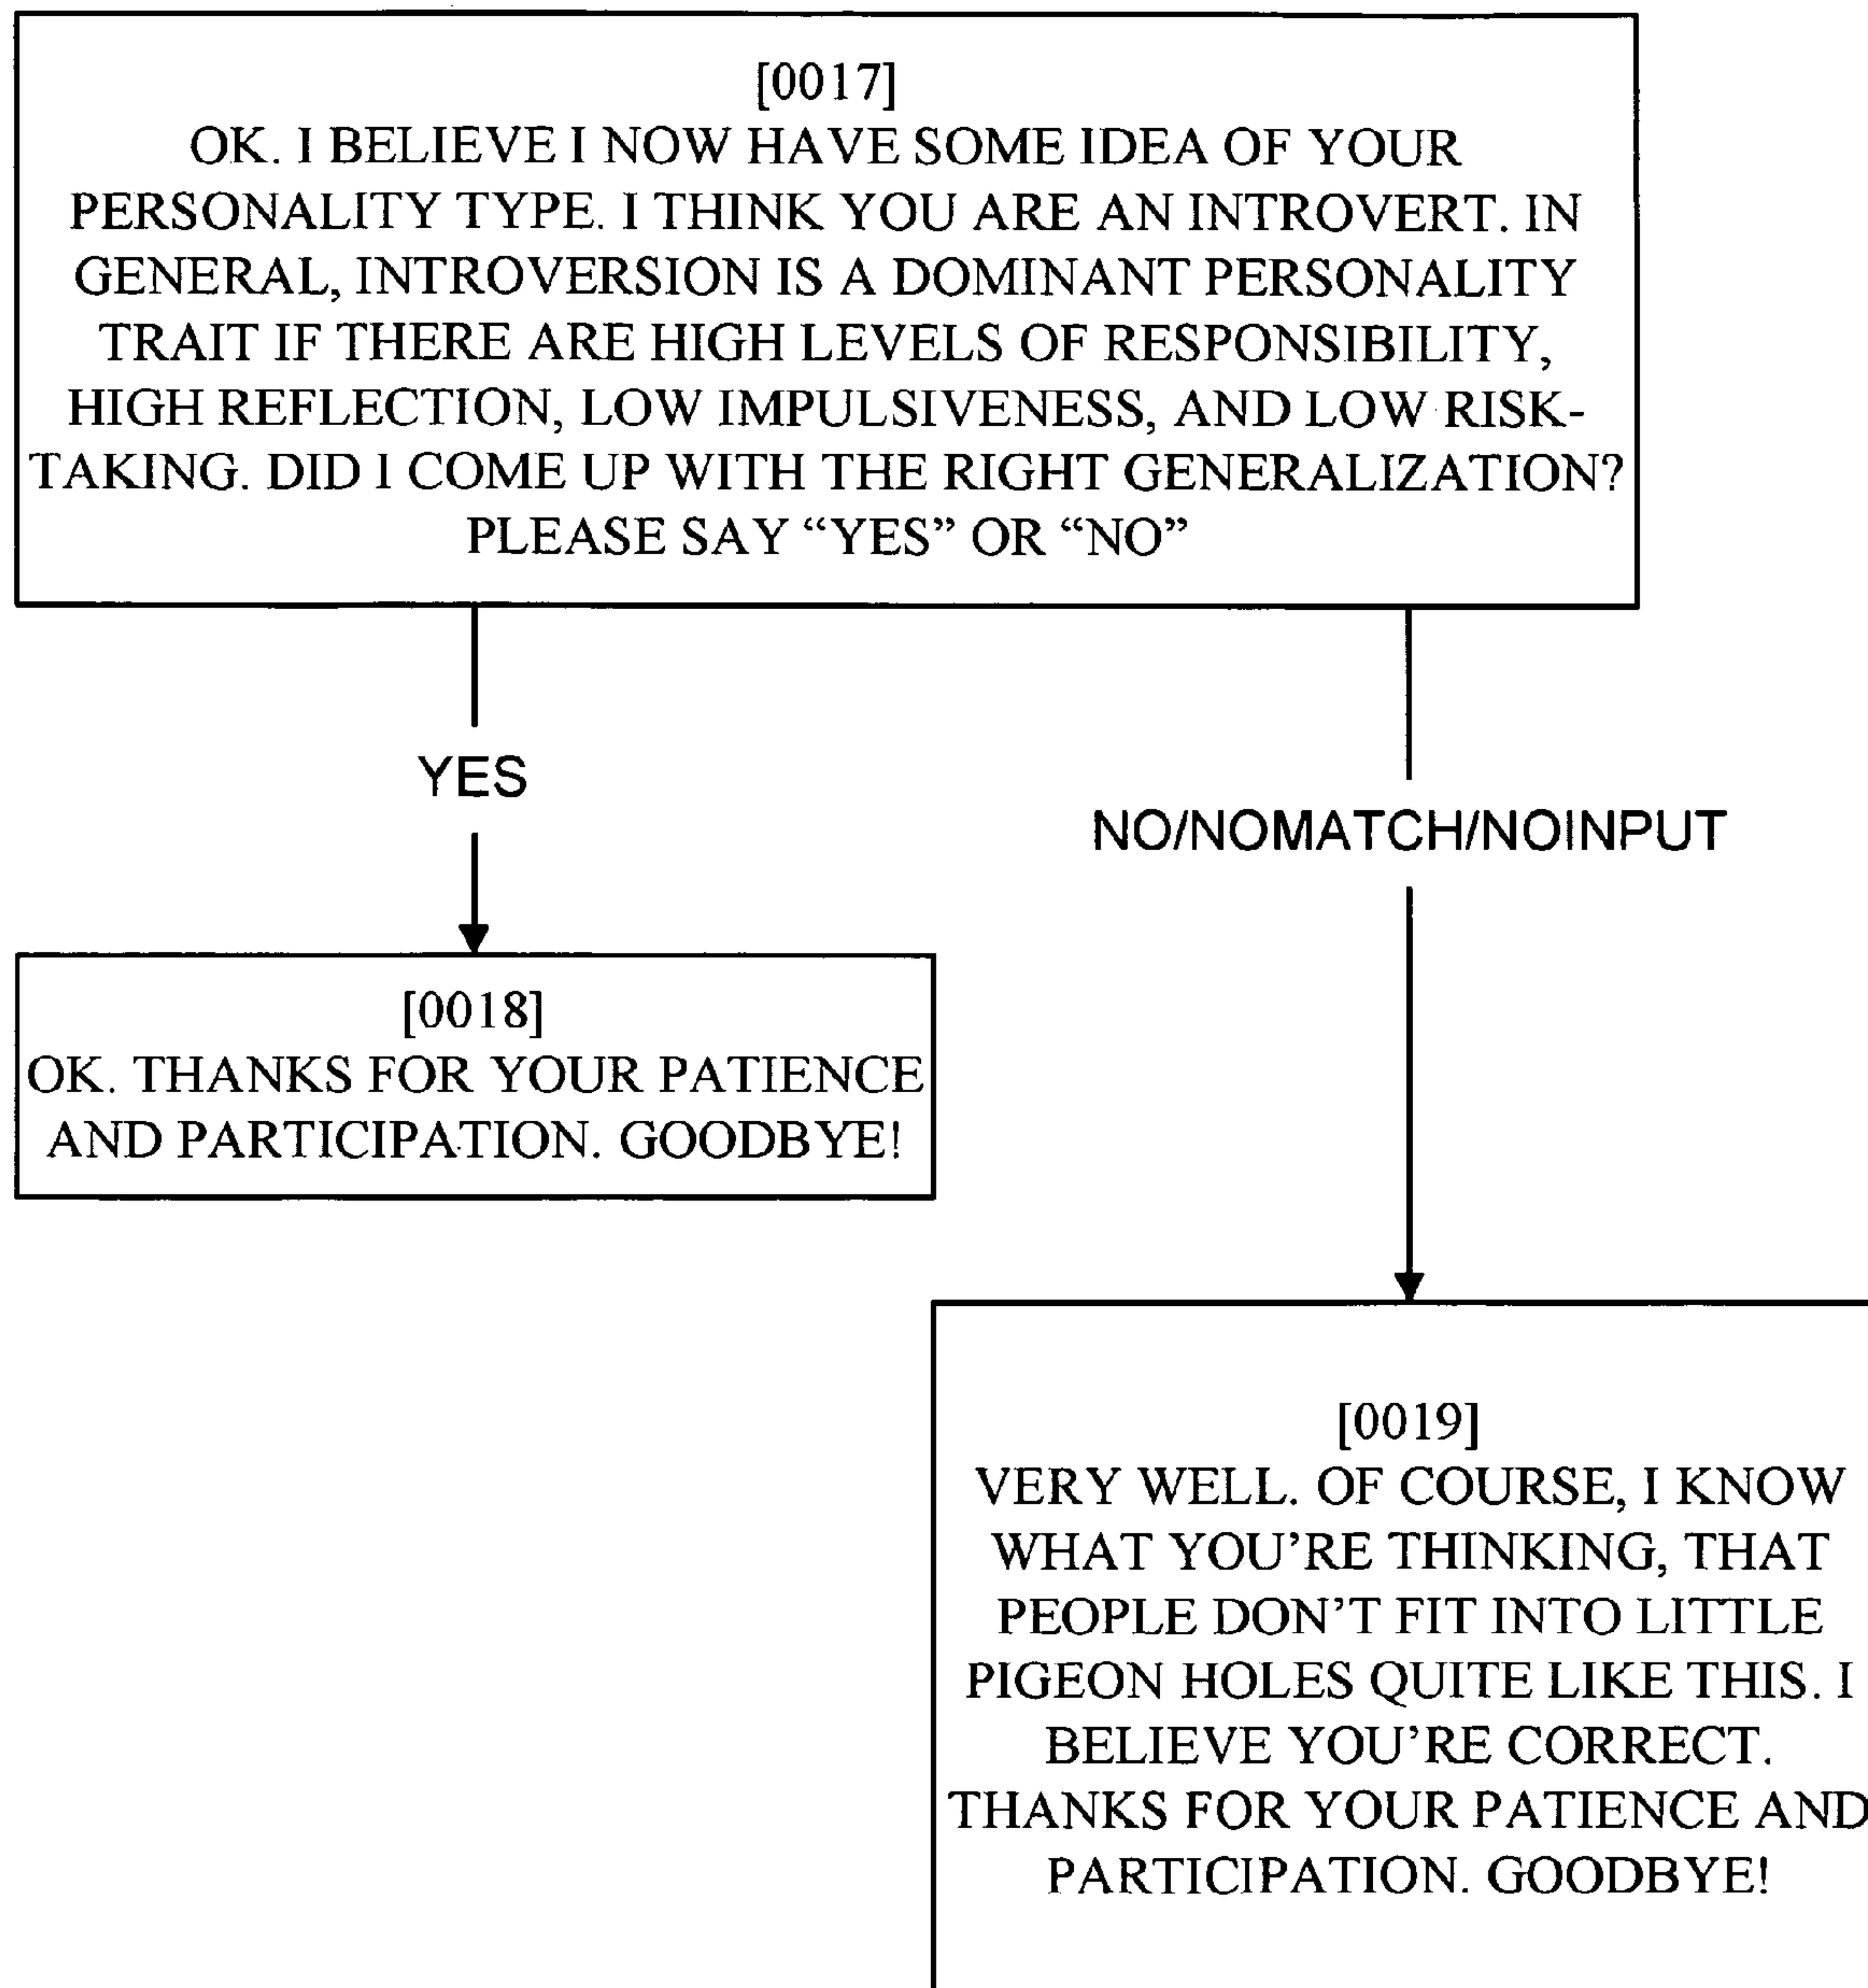 [0017]
OK. I BELIEVE I NOW HAVE SOME IDEA OF YOUR
PERSONALITY TYPE. I THINK YOU ARE AN INTROVERT. IN
GENERAL, INTROVERSION IS A DOMINANT PERSONALITY
TRAIT IF THERE ARE HIGH LEVELS OF RESPONSIBILITY,
HIGH REFLECTION, LOW IMPULSIVENESS, AND LOW RISK-
TAKING. DID I COME UP WITH THE RIGHT GENERALIZATION?
PLEASE SAY “YES” OR “NO”
YES
NO/NOMATCH/NOINPUT
[0018]
OK. THANKS FOR YOUR PATIENCE
AND PARTICIPATION. GOODBYE!
[0019]
VERY WELL. OF COURSE, I KNOW
WHAT YOU’RE THINKING, THAT
PEOPLE DON’T FIT INTO LITTLE
PIGEON HOLES QUITE LIKE THIS. I
BELIEVE YOU’RE CORRECT.
THANKS FOR YOUR PATIENCE AND
PARTICIPATION. GOODBYE!